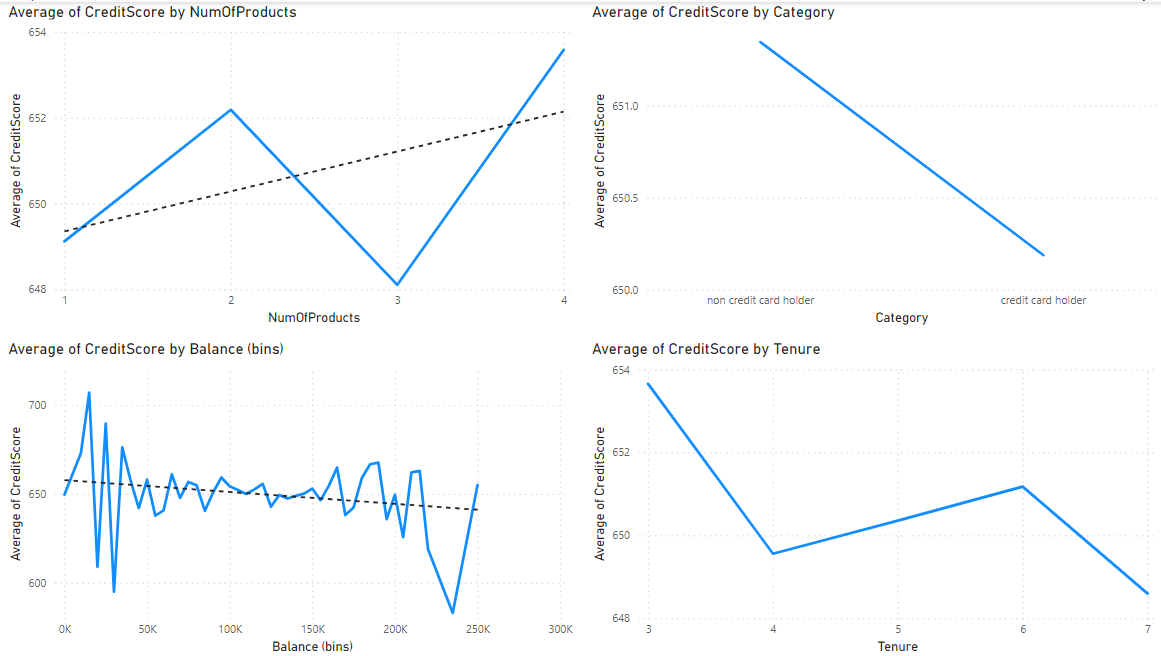 Average of CreditScore by NumOfProducts
Average of CreditScore
654
652
650
648
1 2 3 4
NumOfProducts
Average of CreditScore by Category
Average of CreditScore
651.0
650.5
650.0
non credit card holder credit card holder
Category
Average of CreditScore by Balance (bins)
Average of CreditScore
700
650
600
0K 50K 100K 150K 200K 250K 300K
Balance (bins)
Average of CreditScore by Tenure
Average of CreditScore
654
652
650
648
3 4 5 6 7
Tenure